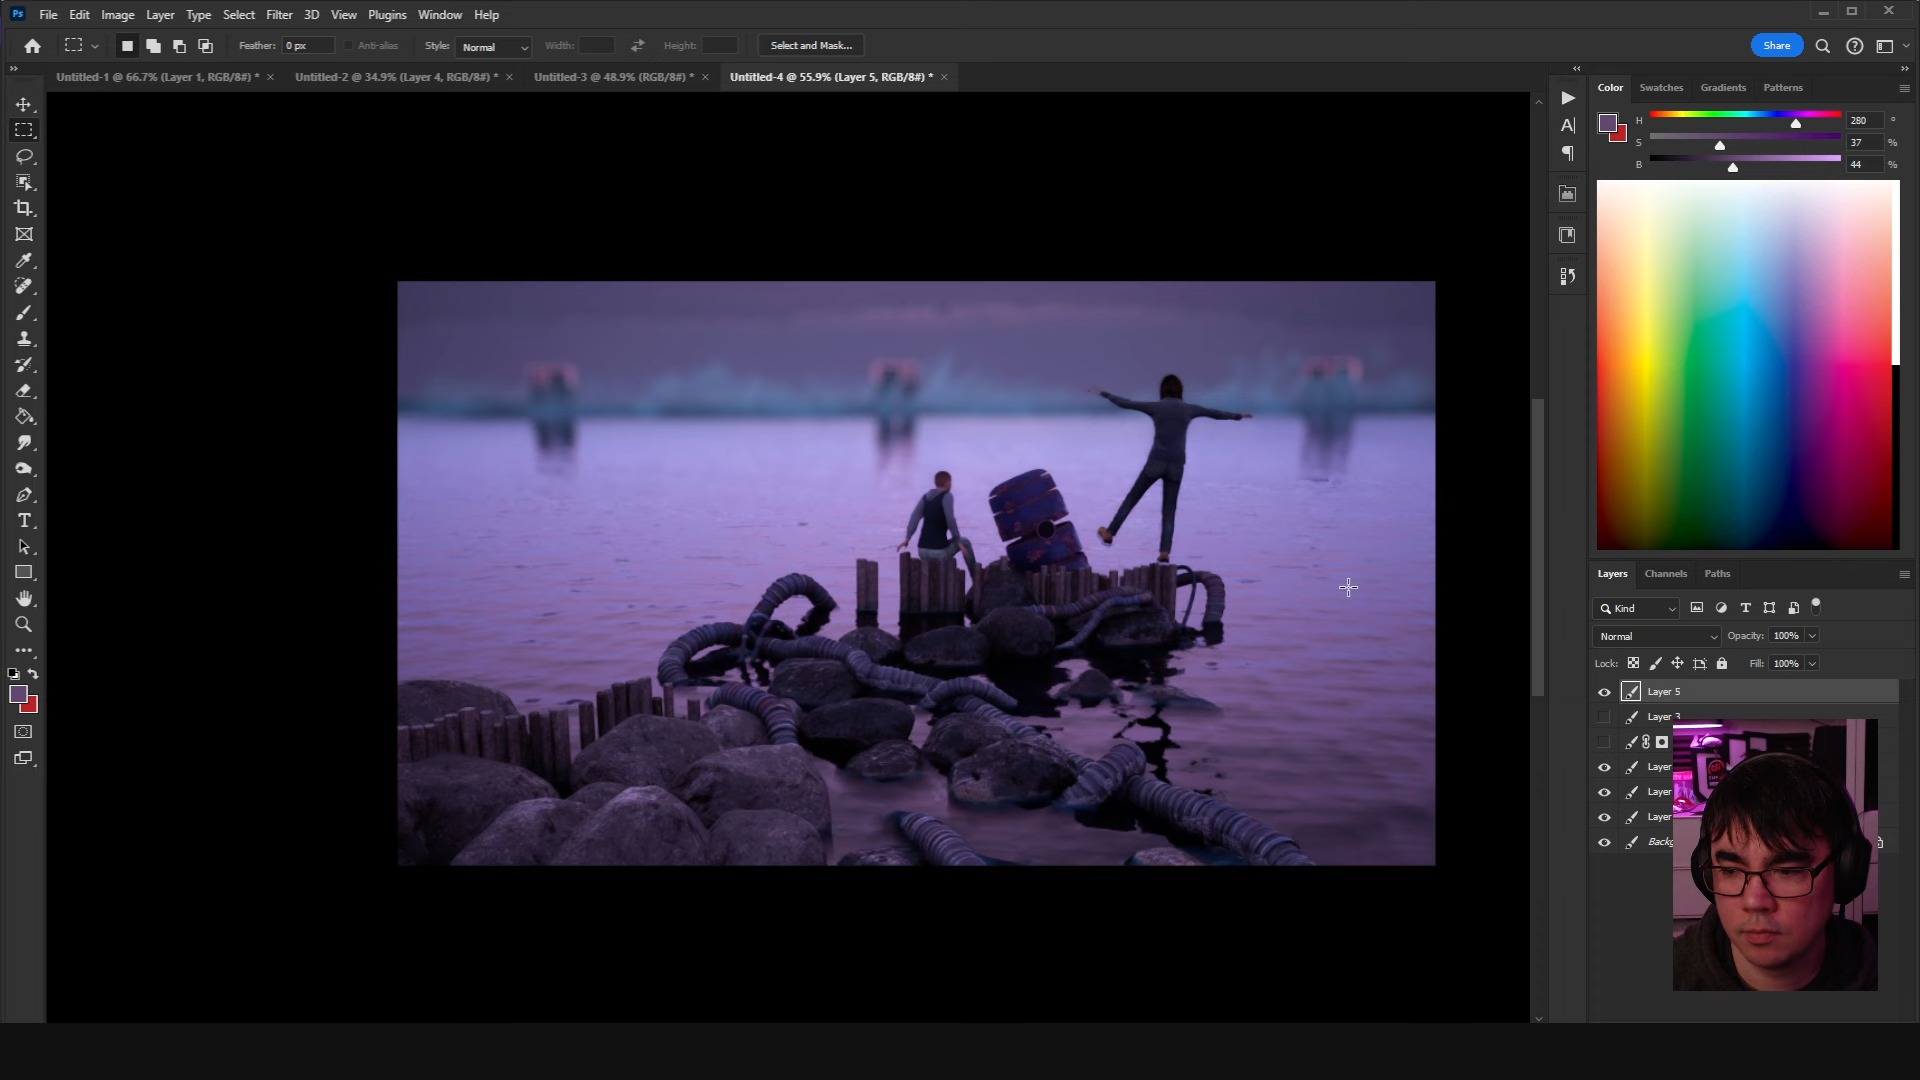 Ps File Edit Image Layer Type Select Filter 3D View Plugins Window Help
Feather: 0 px Anti-alias Style: Normal Width: Height: Select and Mask... Share
Untitled-1 @ 66.7% (Layer 1, RGB/8#) * × Untitled-2 @ 34.9% (Layer 4, RGB/8#) * × Untitled-3 @ 48.9% (RGB/8#) * × Untitled-4 @ 55.9% (Layer 5, RGB/8#) * ×
Color Swatches Gradients Patterns
H 280 °
S 37 %
B 44 %
Layers Channels Paths
Kind
Normal Opacity: 100%
Lock: Fill: 100%
Layer 5
Layer 3
Layer
Layer
Layer
Backg